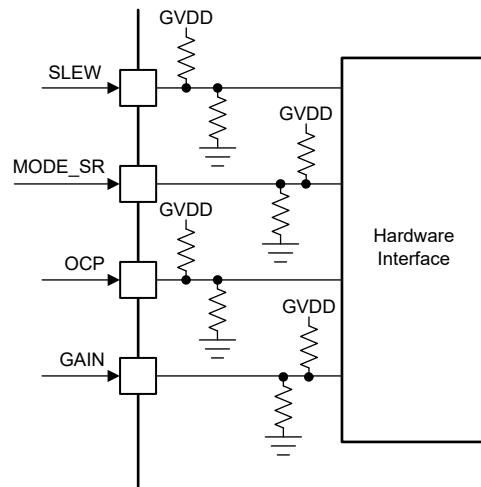 GVDD
SLEW
GVDD
MODE_SR
GVDD
Hardware
Interface
OCP
GVDD
GAIN